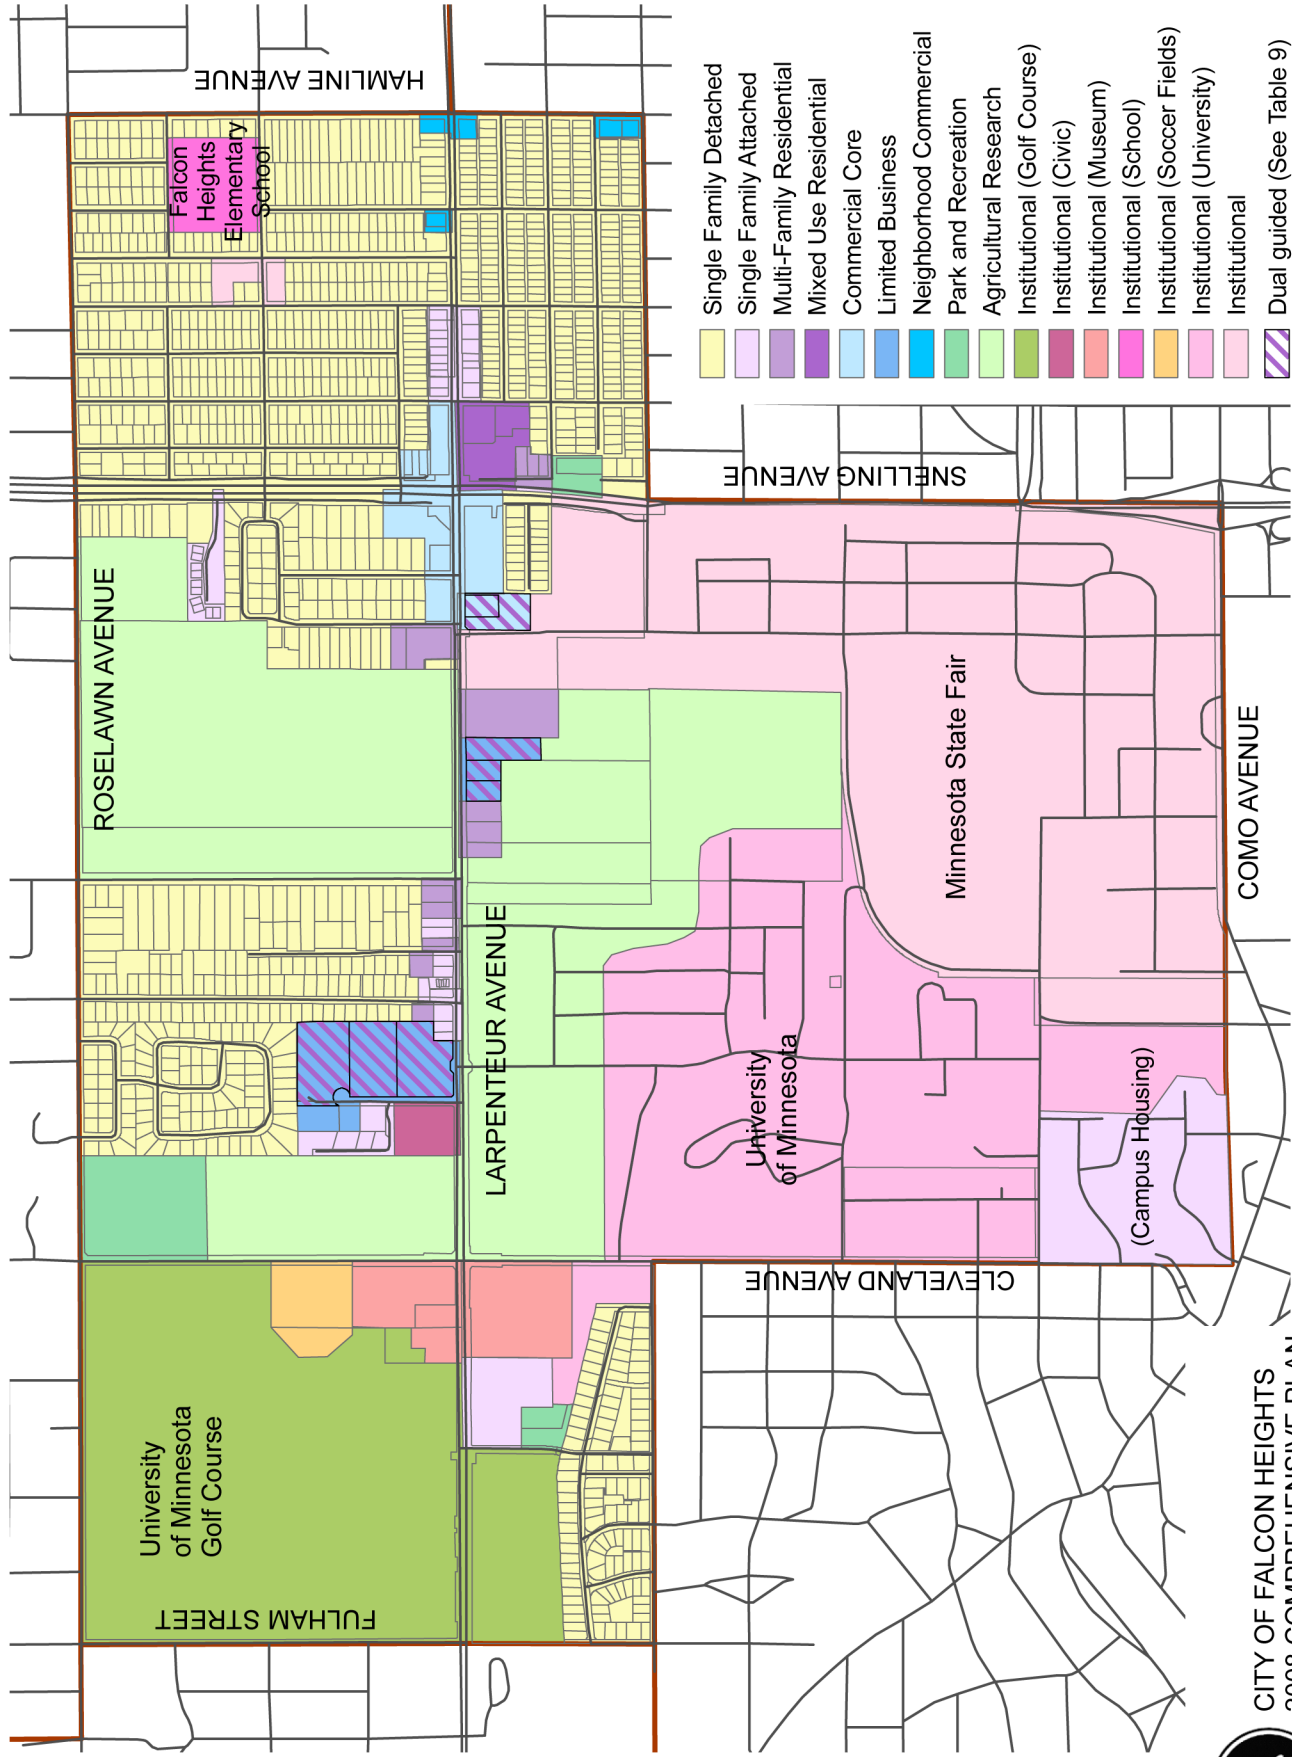 HAMLINE AVENUE
Falcon
Heights
Elementary
School
ROSELAWN AVENUE
SNELLING AVENUE
LARPENTEUR AVENUE
Minnesota State Fair
COMO AVENUE
University
of Minnesota
(Campus Housing)
CLEVELAND AVENUE
University
of Minnesota
Golf Course
FULHAM STREET
Single Family Detached
Single Family Attached
Multi-Family Residential
Mixed Use Residential
Commercial Core
Limited Business
Neighborhood Commercial
Park and Recreation
Agricultural Research
Institutional (Golf Course)
Institutional (Civic)
Institutional (Museum)
Institutional (School)
Institutional (Soccer Fields)
Institutional (University)
Institutional
Dual guided (See Table 9)
CITY OF FALCON HEIGHTS
2008 COMPREHENSIVE PLAN